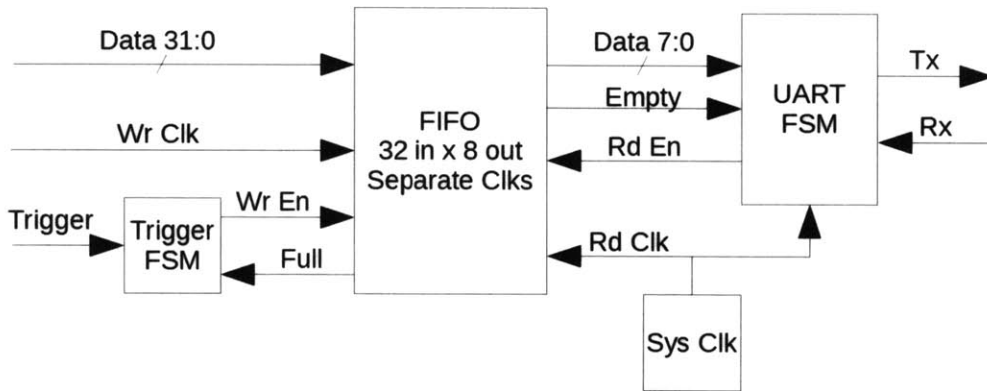 Data 31:0
Wr Clk
Trigger
Trigger
FSM
Wr En
Full
FIFO
32 in x 8 out
Separate Clks
Data 7:0
Empty
Rd En
Rd Clk
UART
FSM
Tx
Rx
Sys Clk